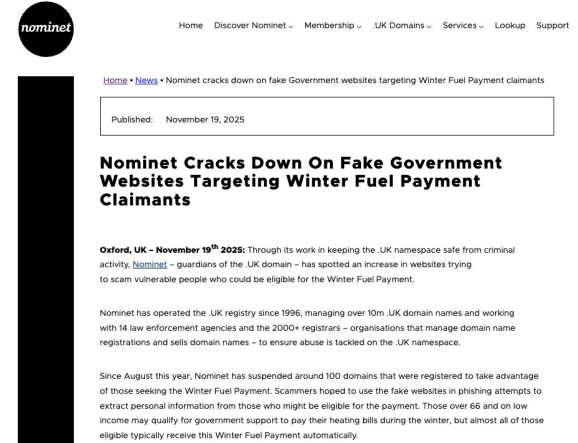 nominet
Home Discover Nominet Membership .UK Domains Services Lookup Support
Home • News • Nominet cracks down on fake Government websites targeting Winter Fuel Payment claimants
Published: November 19, 2025
Nominet Cracks Down On Fake Government
Websites Targeting Winter Fuel Payment
Claimants
Oxford, UK – November 19th 2025: Through its work in keeping the .UK namespace safe from criminal
activity, Nominet – guardians of the .UK domain – has spotted an increase in websites trying
to scam vulnerable people who could be eligible for the Winter Fuel Payment.
Nominet has operated the .UK registry since 1996, managing over 10m .UK domain names and working
with 14 law enforcement agencies and the 2000+ registrars – organisations that manage domain name
registrations and sells domain names – to ensure abuse is tackled on the .UK namespace.
Since August this year, Nominet has suspended around 100 domains that were registered to take advantage
of those seeking the Winter Fuel Payment. Scammers hoped to use the fake websites in phishing attempts to
extract personal information from those who might be eligible for the payment. Those over 66 and on low
income may qualify for government support to pay their heating bills during the winter, but almost all of those
eligible typically receive this Winter Fuel Payment automatically.